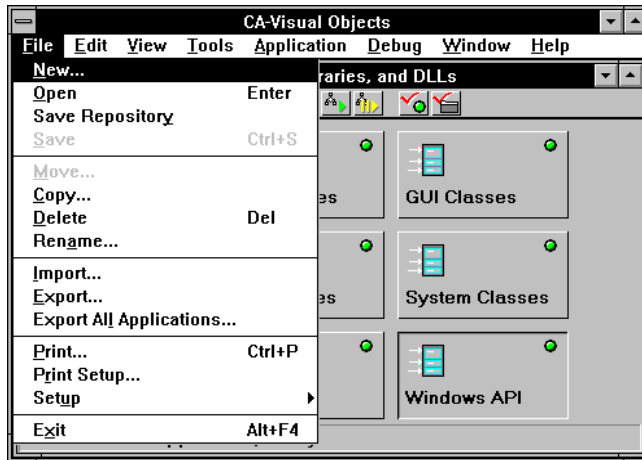 CA-Visual Objects
File Edit View Tools Application Debug Window Help
New...
raries, and DLLs
Open Enter
Save Repository
Save Ctrl+S
Move...
Copy...
es
GUI Classes
Delete Del
Rename...
Import...
Export...
es
System Classes
Export All Applications...
Print... Ctrl+P
Print Setup...
Setup
Windows API
Exit Alt+F4